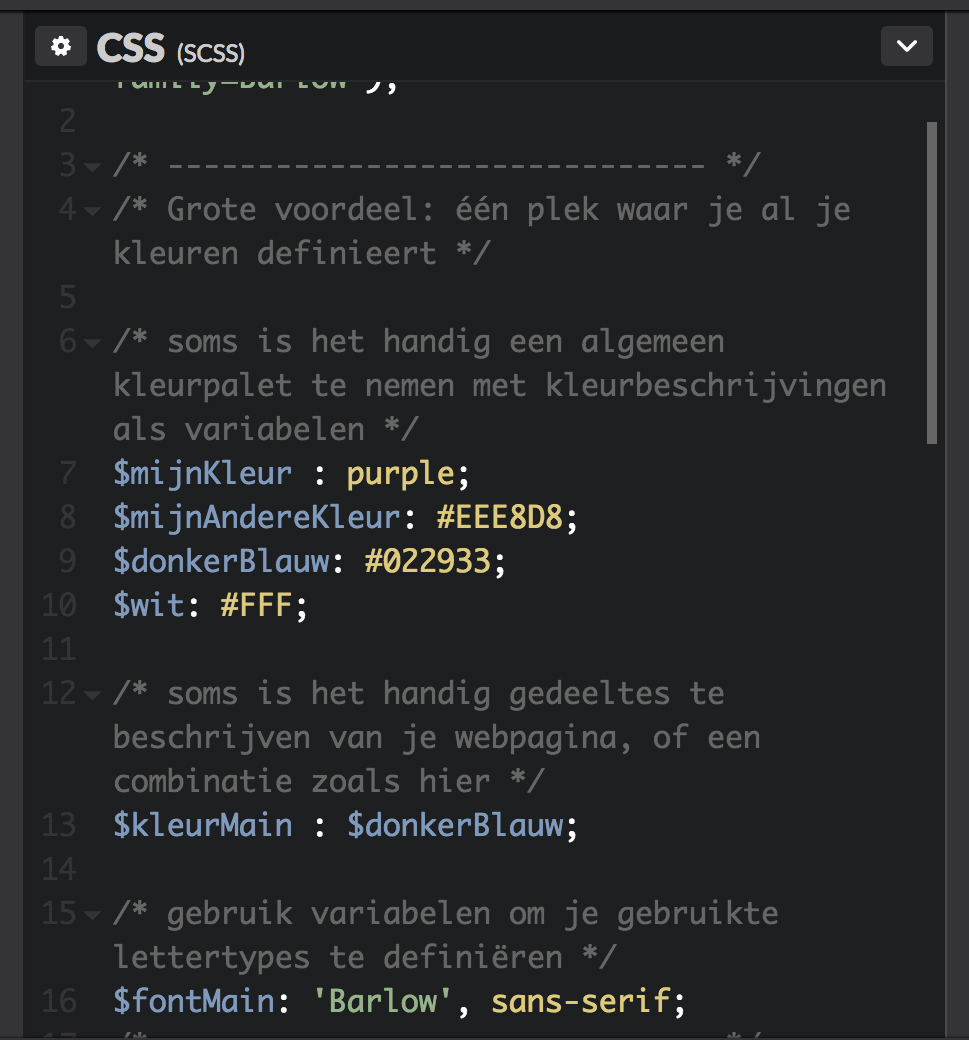 CSS (SCSS)
family=Barlow');
2
3 /* ------------------------------ */
4 /* Grote voordeel: één plek waar je al je
kleuren definieert */
5
6 /* soms is het handig een algemeen
kleurpalet te nemen met kleurbeschrijvingen
als variabelen */
7 $mijnKleur : purple;
8 $mijnAndereKleur: #EEE8D8;
9 $donkerBlauw: #022933;
10 $wit: #FFF;
11
12 /* soms is het handig gedeeltes te
beschrijven van je webpagina, of een
combinatie zoals hier */
13 $kleurMain : $donkerBlauw;
14
15 /* gebruik variabelen om je gebruikte
lettertypes te definiëren */
16 $fontMain: 'Barlow', sans-serif;
17